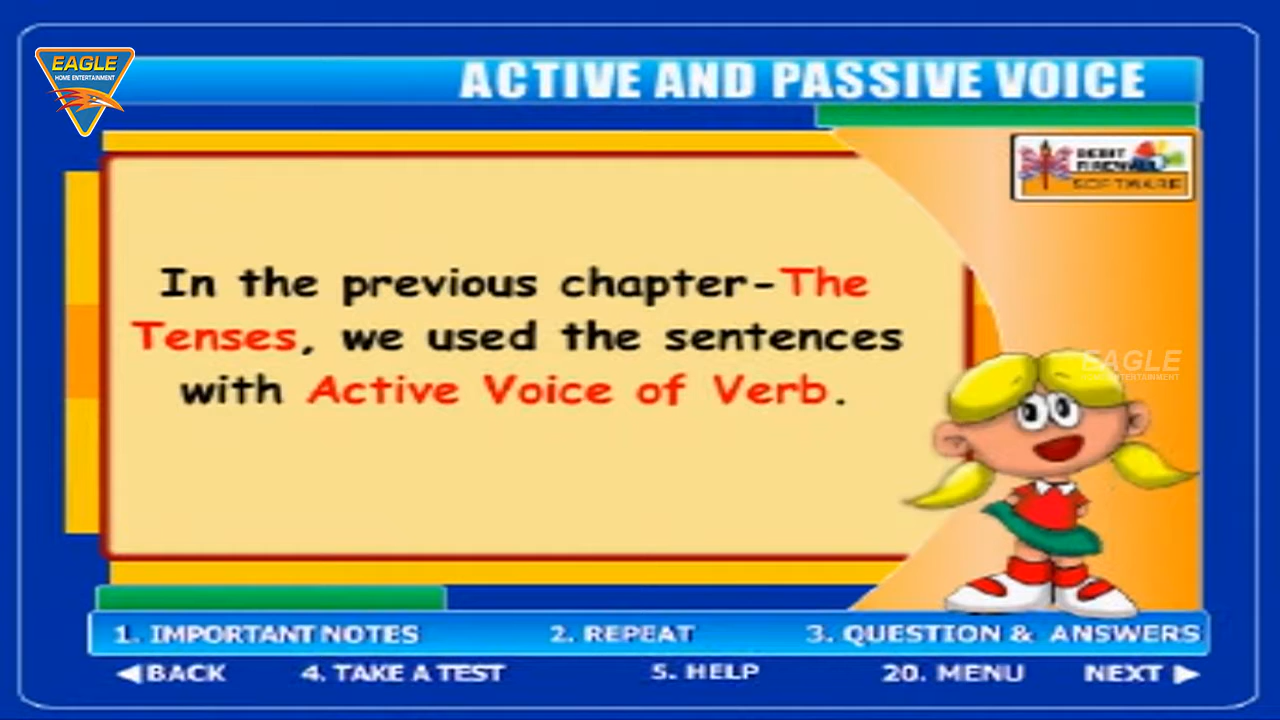 EAGLE
HOME ENTERTAINMENT
ACTIVE AND PASSIVE VOICE
SOFTWARE
In the previous chapter-The
Tenses, we used the sentences
with Active Voice of Verb.
EAGLE
HOME ENTERTAINMENT
1. IMPORTANT NOTES 2. REPEAT 3. QUESTION & ANSWERS
BACK 4. TAKE A TEST 5. HELP 20. MENU NEXT